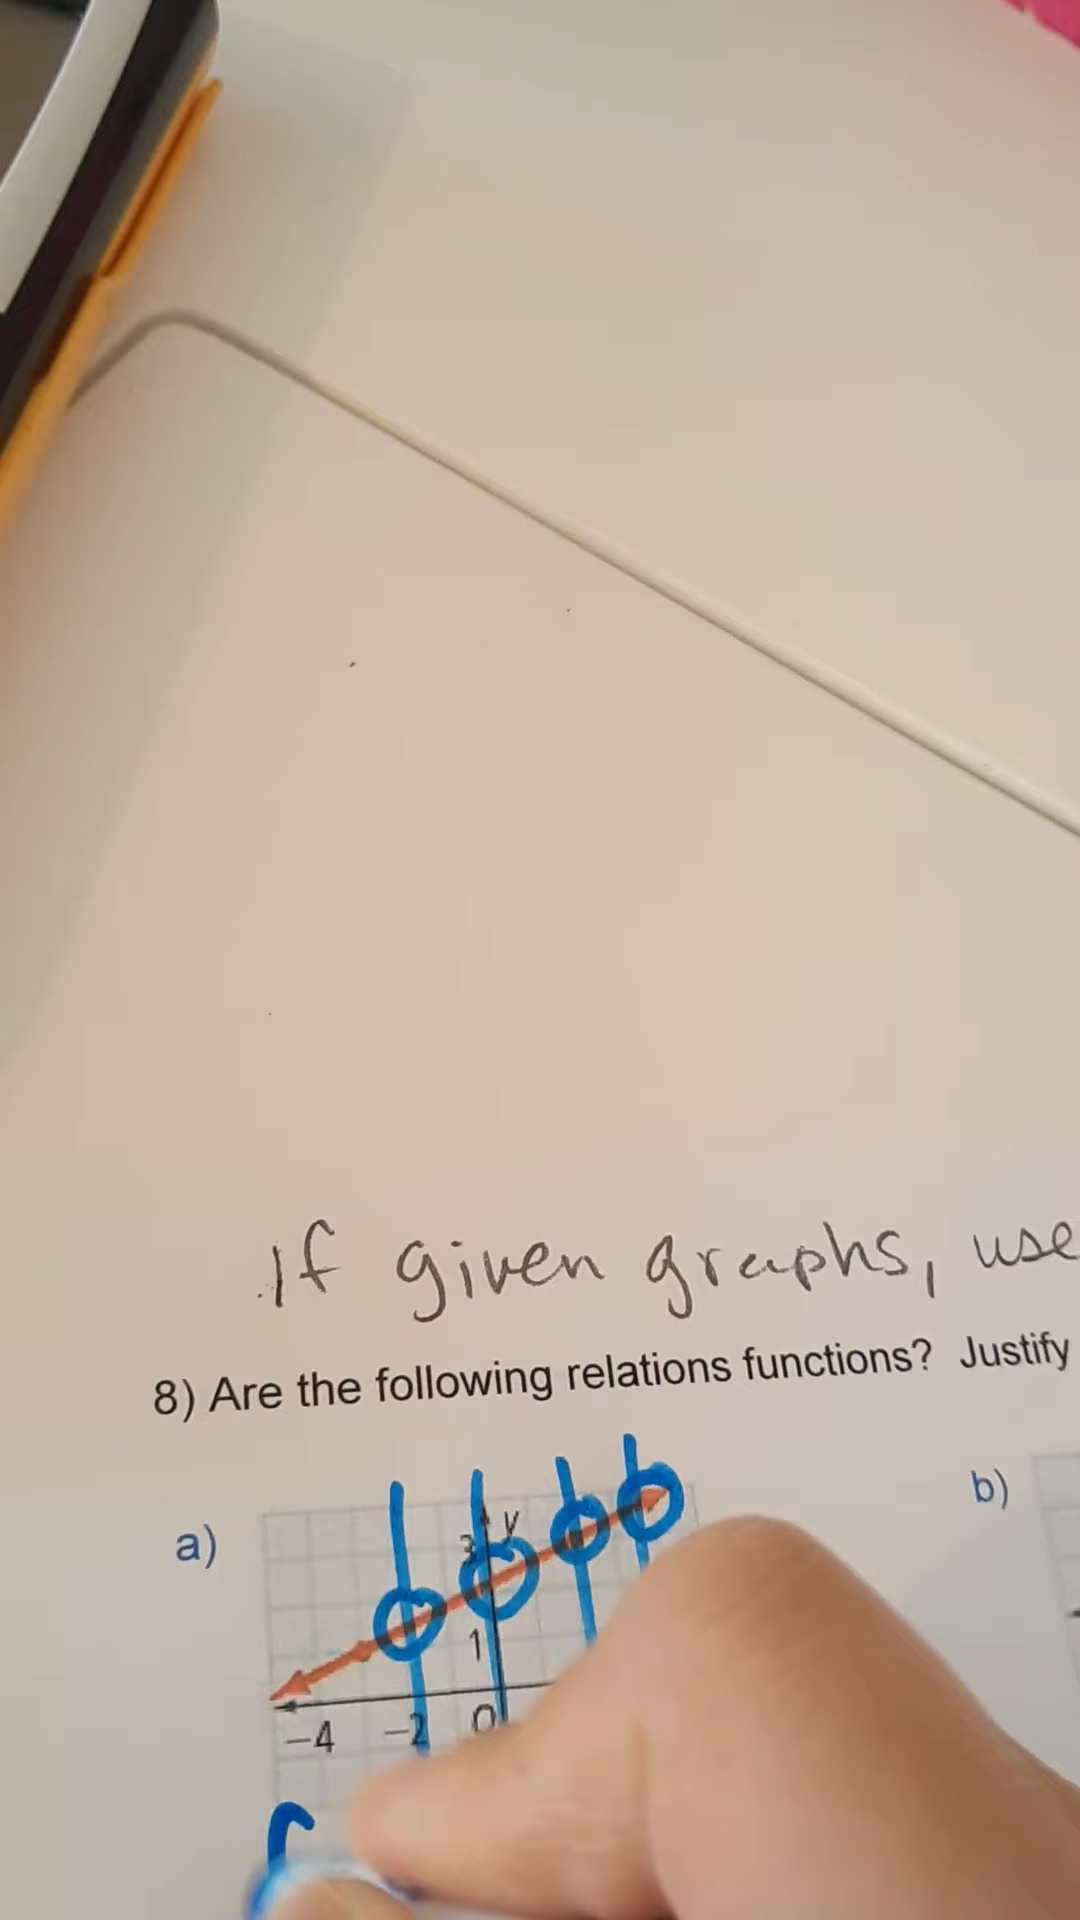 If given graphs, use
8) Are the following relations functions? Justify
a)
b)
y
3
1
-4 -2 0